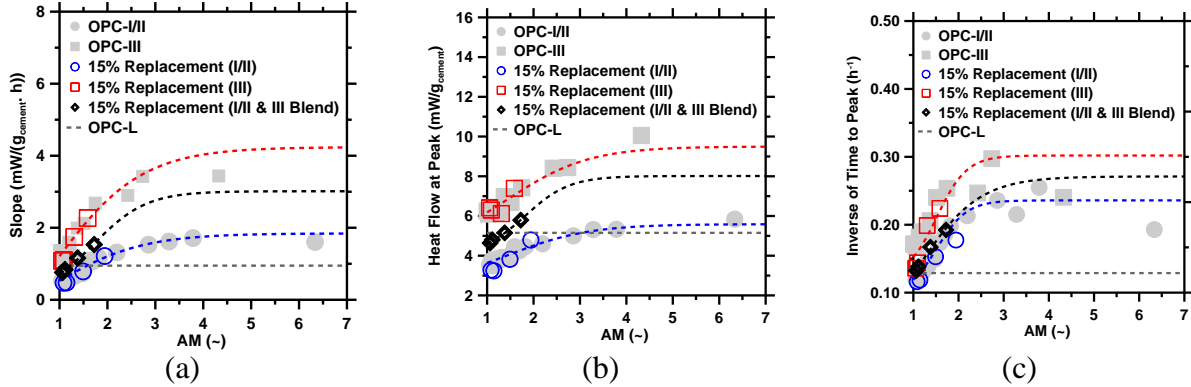 8
6
4
2
0
Slope (mW/(gcement. h))
OPC-I/II
OPC-III
15% Replacement (I/II)
15% Replacement (III)
15% Replacement (I/II & III Blend)
OPC-L
1 2 3 4 5 6 7
AM (~)
(a)
16
14
12
10
8
6
4
2
Heat Flow at Peak (mW/gcement)
OPC-I/II
OPC-III
15% Replacement (I/II)
15% Replacement (III)
15% Replacement (I/II & III Blend)
OPC-L
1 2 3 4 5 6 7
AM (~)
(b)
0.50
0.40
0.30
0.20
0.10
Inverse of Time to Peak (h-1)
OPC-I/II
OPC-III
15% Replacement (I/II)
15% Replacement (III)
15% Replacement (I/II & III Blend)
OPC-L
1 2 3 4 5 6 7
AM (~)
(c)